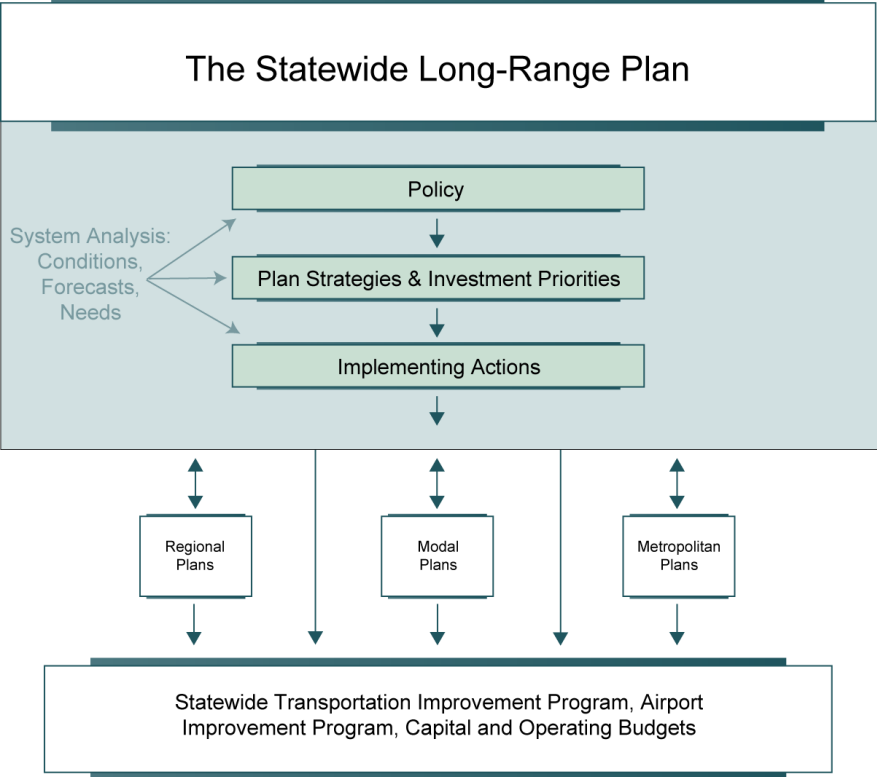 The Statewide Long-Range Plan
Policy
System Analysis:
Conditions,
Forecasts,
Needs
Plan Strategies & Investment Priorities
Implementing Actions
Regional
Plans
Modal
Plans
Metropolitan
Plans
Statewide Transportation Improvement Program, Airport
Improvement Program, Capital and Operating Budgets